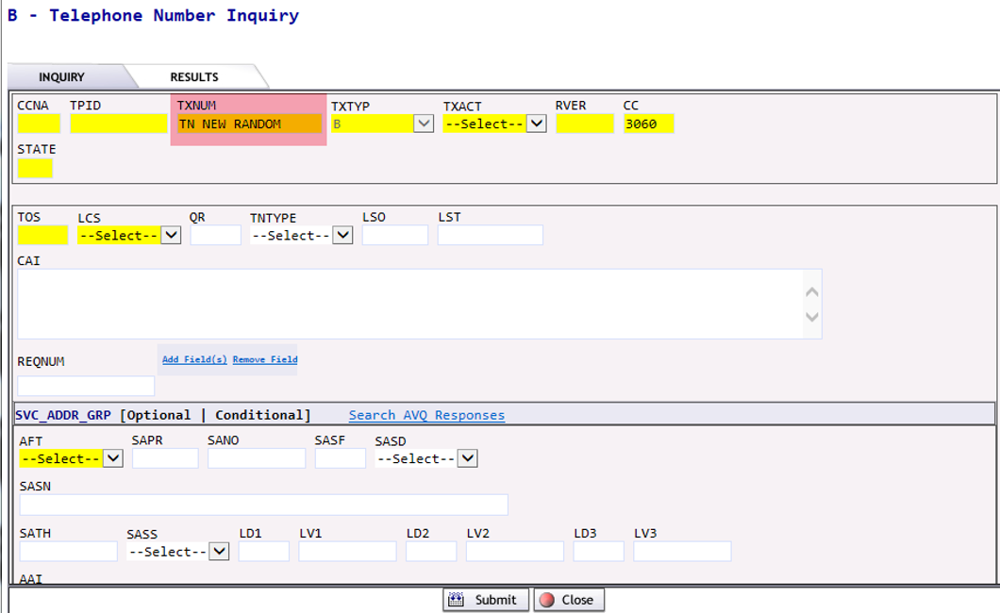 B - Telephone Number Inquiry
INQUIRY RESULTS
CCNA TPID TXNUM TXTYP TXACT RVER CC
TN NEW RANDOM B --Select-- 3060
STATE
TOS LCS QR TNTYPE LSO LST
--Select-- --Select--
CAI
REQNUM Add Field(s) Remove Field
SVC_ADDR_GRP [Optional | Conditional] Search AVQ Responses
AFT SAPR SANO SASF SASD
--Select-- --Select--
SASN
SATH SASS LD1 LV1 LD2 LV2 LD3 LV3
--Select--
AAI
Submit Close